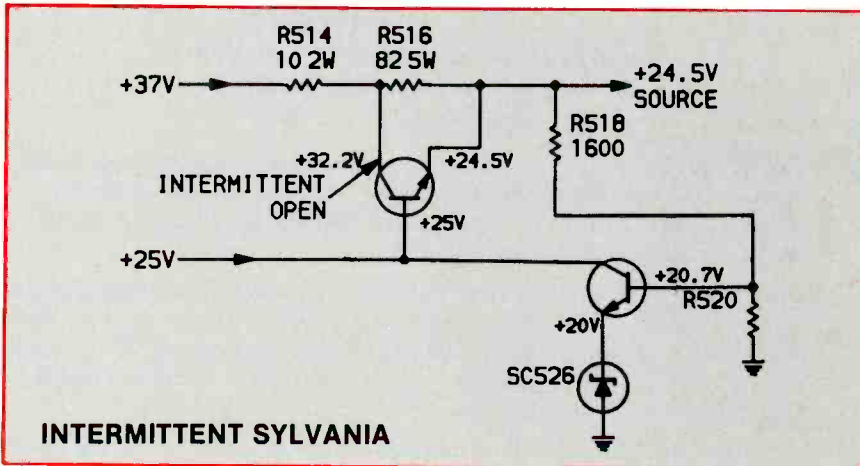 R514
10 2W
R516
82 5W
+37V
+24.5V
SOURCE
R518
1600
+32.2V
+24.5V
INTERMITTENT
OPEN
+25V
+25V
+20.7V
R520
+20V
SC526
INTERMITTENT SYLVANIA